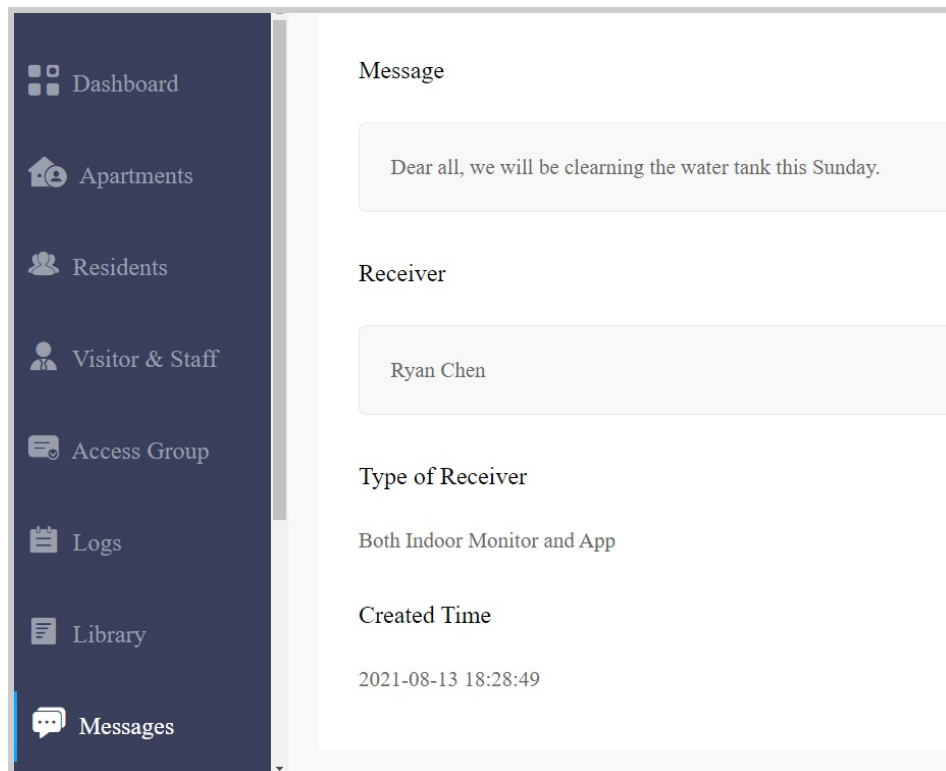 Dashboard
Apartments
Residents
Visitor & Staff
Access Group
Logs
Library
Messages
Message
Dear all, we will be clearning the water tank this Sunday.
Receiver
Ryan Chen
Type of Receiver
Both Indoor Monitor and App
Created Time
2021-08-13 18:28:49